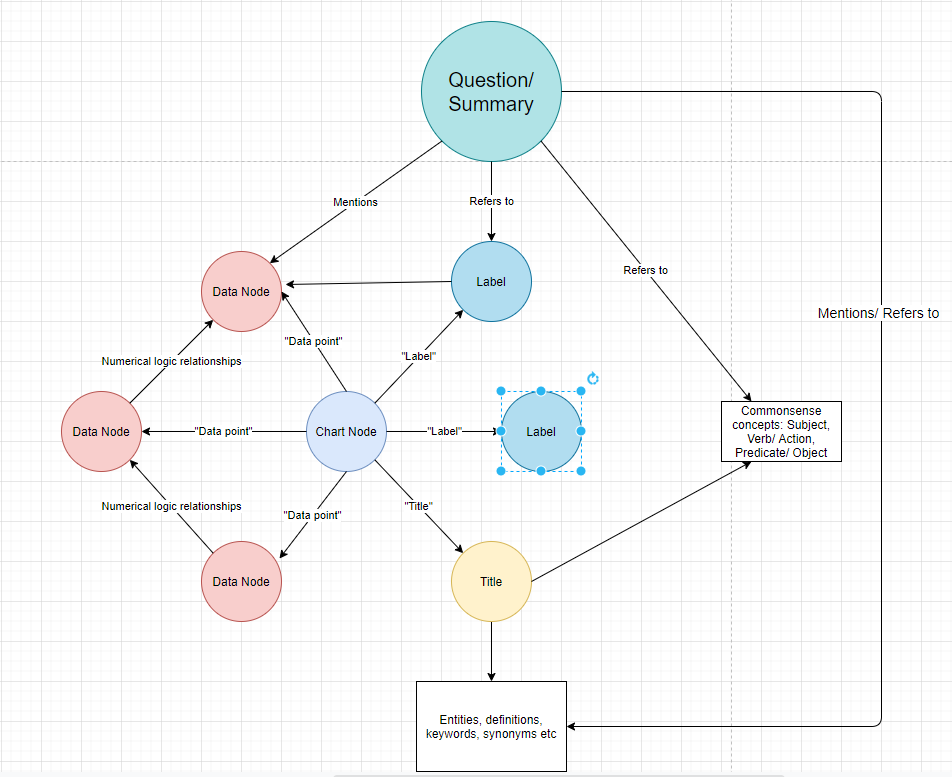 Question/
Summary
Mentions
Refers to
Refers to
Data Node
Label
Mentions/ Refers to
"Data point"
"Label"
Numerical logic relationships
Data Node
"Data point"
Chart Node
"Label"
Label
Commonsense
concepts: Subject,
Verb/ Action,
Predicate/ Object
Numerical logic relationships
"Data point"
"Title"
Data Node
Title
Entities, definitions,
keywords, synonyms etc